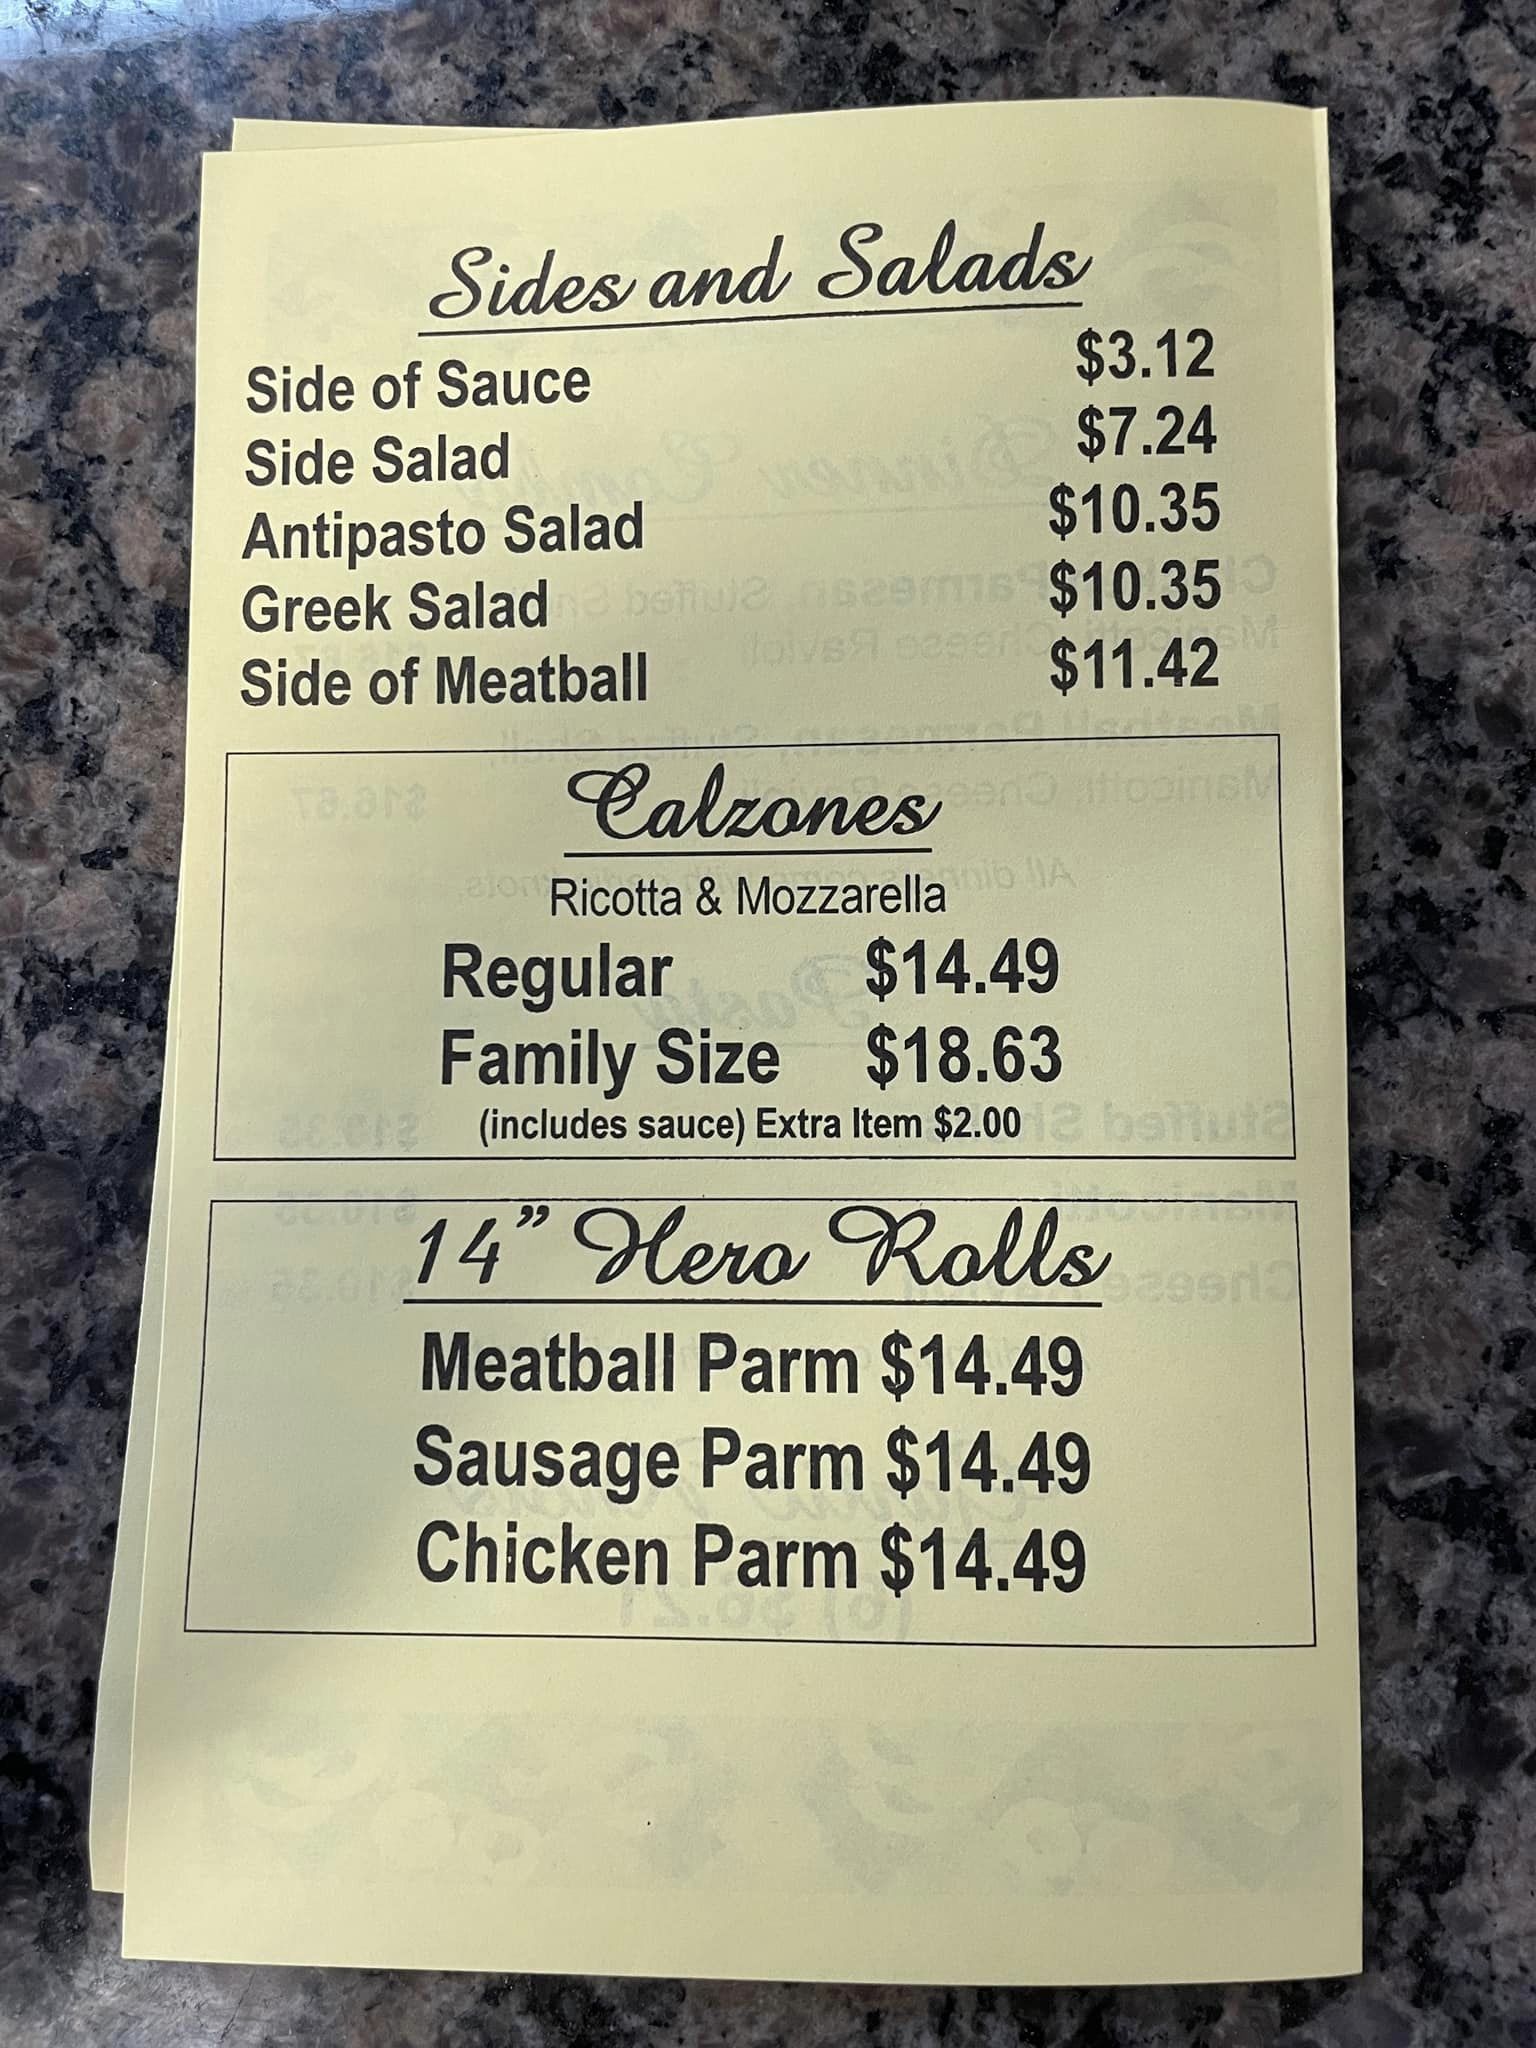 Sides and Salads
Side of Sauce $3.12
Side Salad $7.24
Antipasto Salad $10.35
Greek Salad $10.35
Side of Meatball $11.42
Calzones
Ricotta & Mozzarella
Regular $14.49
Family Size $18.63
(includes sauce) Extra Item $2.00
14” Hero Rolls
Meatball Parm $14.49
Sausage Parm $14.49
Chicken Parm $14.49